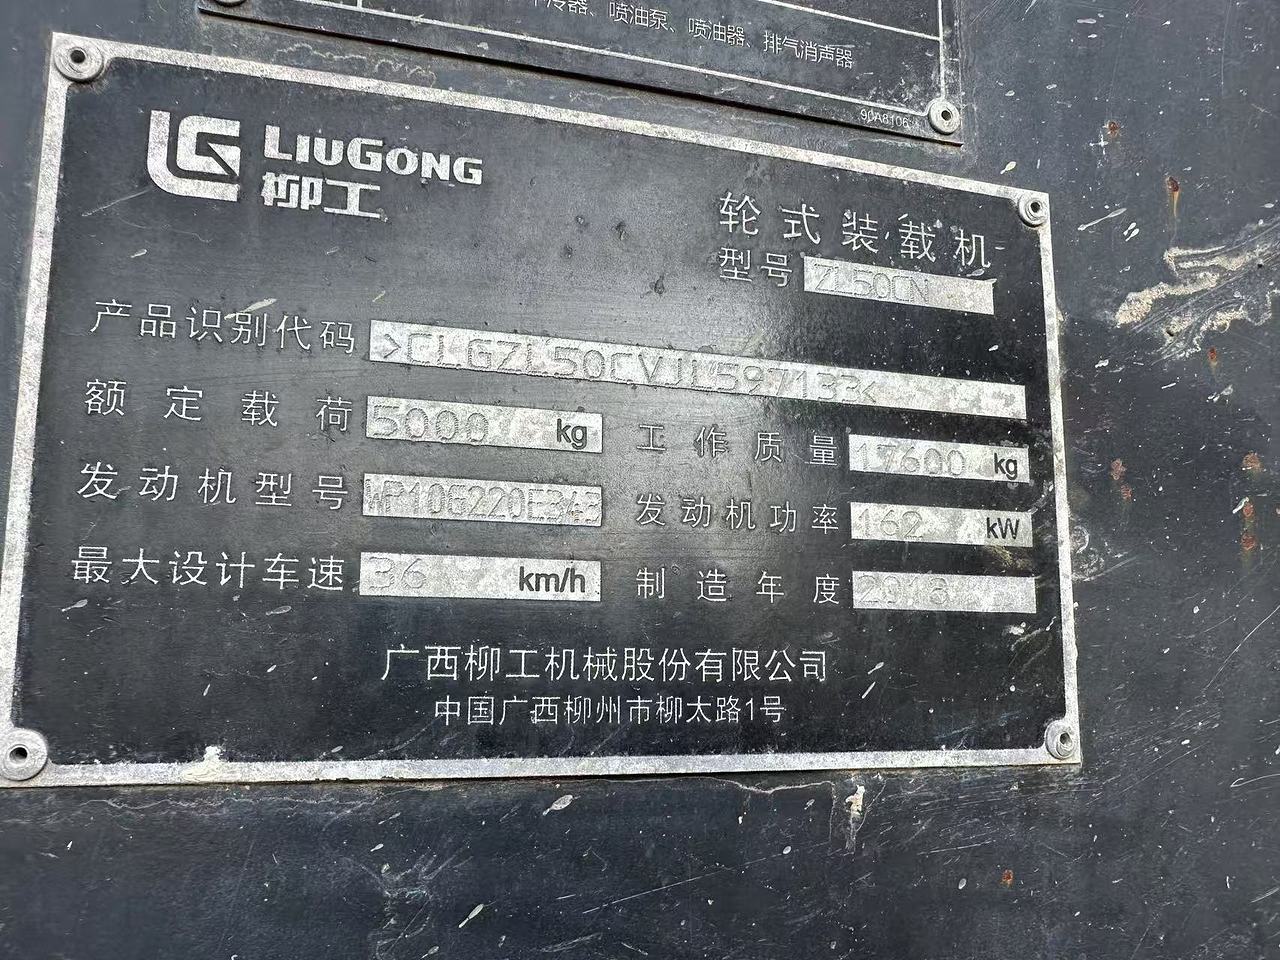 冷器、喷油泵、喷油器、排气消声器
90A8106
LIUGONG
柳工
轮式装载机
型号 ZL50CN
产品识别代码 >CLGZL50CVJL597133<
额定载荷 5000 kg 工作质量 17600 kg
发动机型号 WP10G220E343 发动机功率 162 kW
最大设计车速 36 km/h 制造年度 2018
广西柳工机械股份有限公司
中国广西柳州市柳太路1号